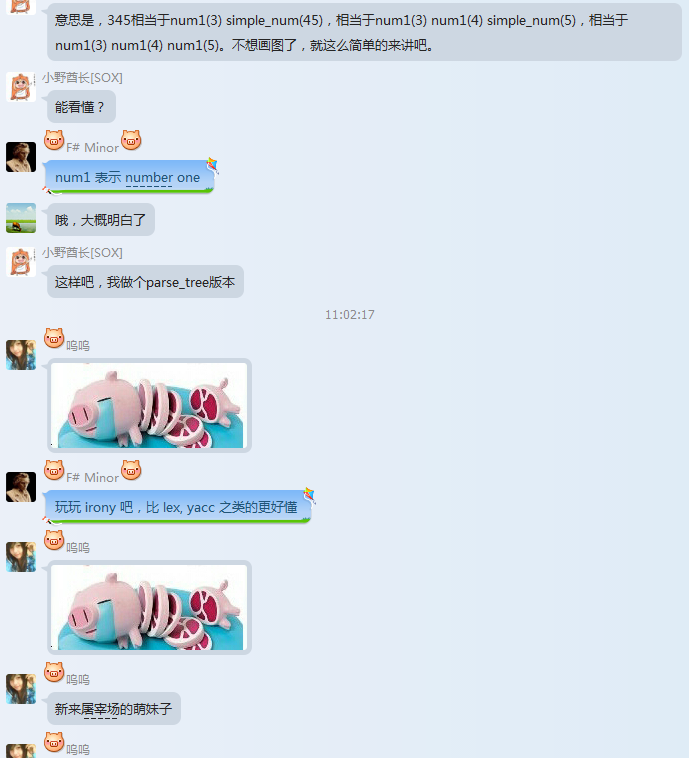 意思是，345相当于num1(3) simple_num(45)，相当于num1(3) num1(4) simple_num(5)，相当于
num1(3) num1(4) num1(5)。不想画图了，就这么简单的来讲吧。
小野酋长[SOX]
能看懂？
F# Minor
num1 表示 number one
哦，大概明白了
小野酋长[SOX]
这样吧，我做个parse_tree版本
11:02:17
呜呜
F# Minor
玩玩 irony 吧，比 lex, yacc 之类的更好懂
呜呜
呜呜
新来屠宰场的萌妹子
呜呜